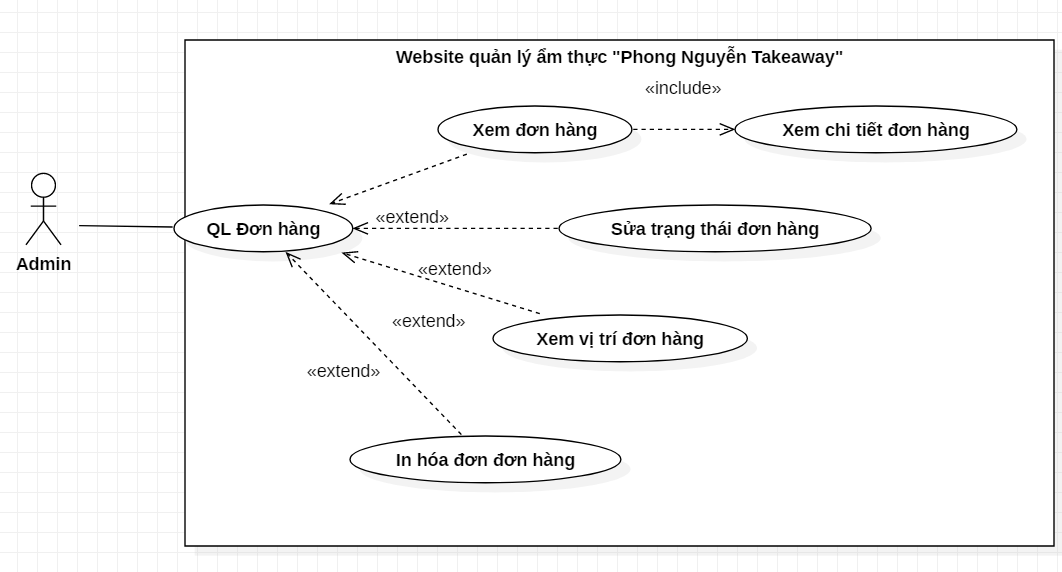 Website quản lý ẩm thực "Phong Nguyễn Takeaway"
«include»
Xem đơn hàng
Xem chi tiết đơn hàng
«extend»
QL Đơn hàng
Sửa trạng thái đơn hàng
Admin
«extend»
«extend»
Xem vị trí đơn hàng
«extend»
In hóa đơn đơn hàng